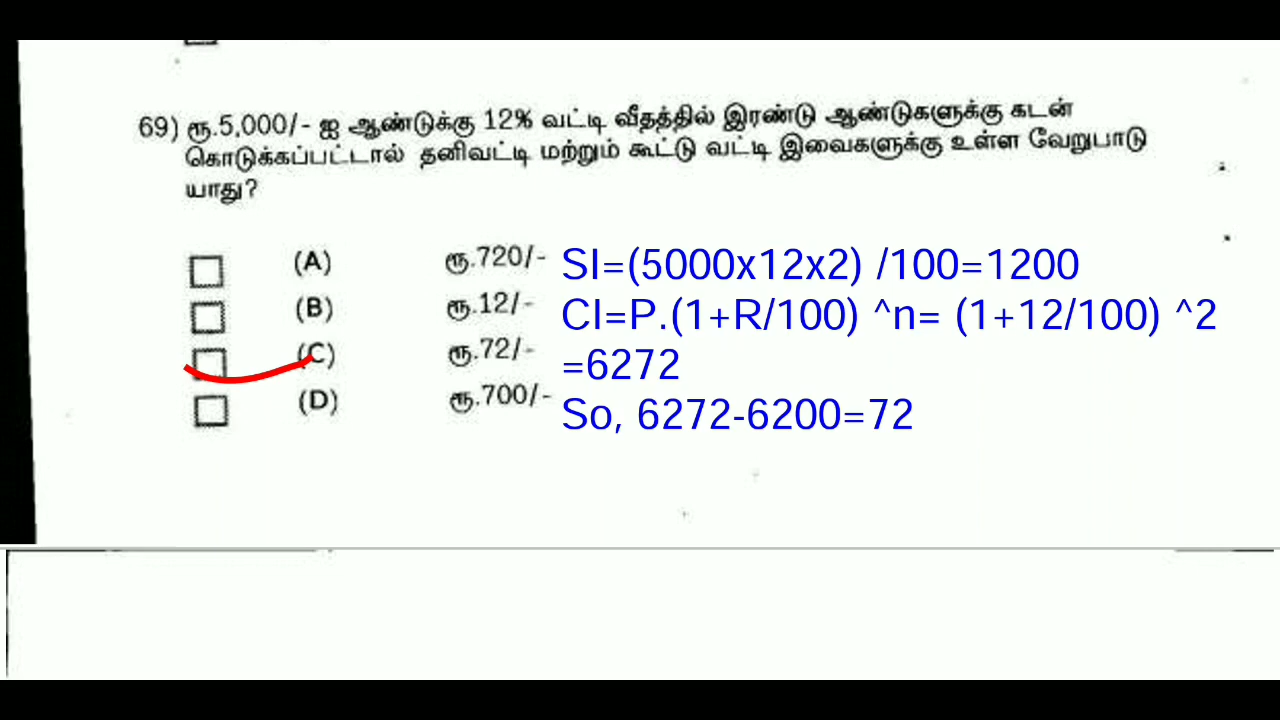 69) ரூ.5,000/- ஐ ஆண்டுக்கு 12% வட்டி வீதத்தில் இரண்டு ஆண்டுகளுக்கு கடன்
கொடுக்கப்பட்டால் தனிவட்டி மற்றும் கூட்டு வட்டி இவைகளுக்கு உள்ள வேறுபாடு
யாது?
(A) ரூ.720/- SI=(5000x12x2) /100=1200
(B) ரூ.12/- CI=P.(1+R/100) ^n= (1+12/100) ^2
(C) ரூ.72/- =6272
(D) ரூ.700/- So, 6272-6200=72